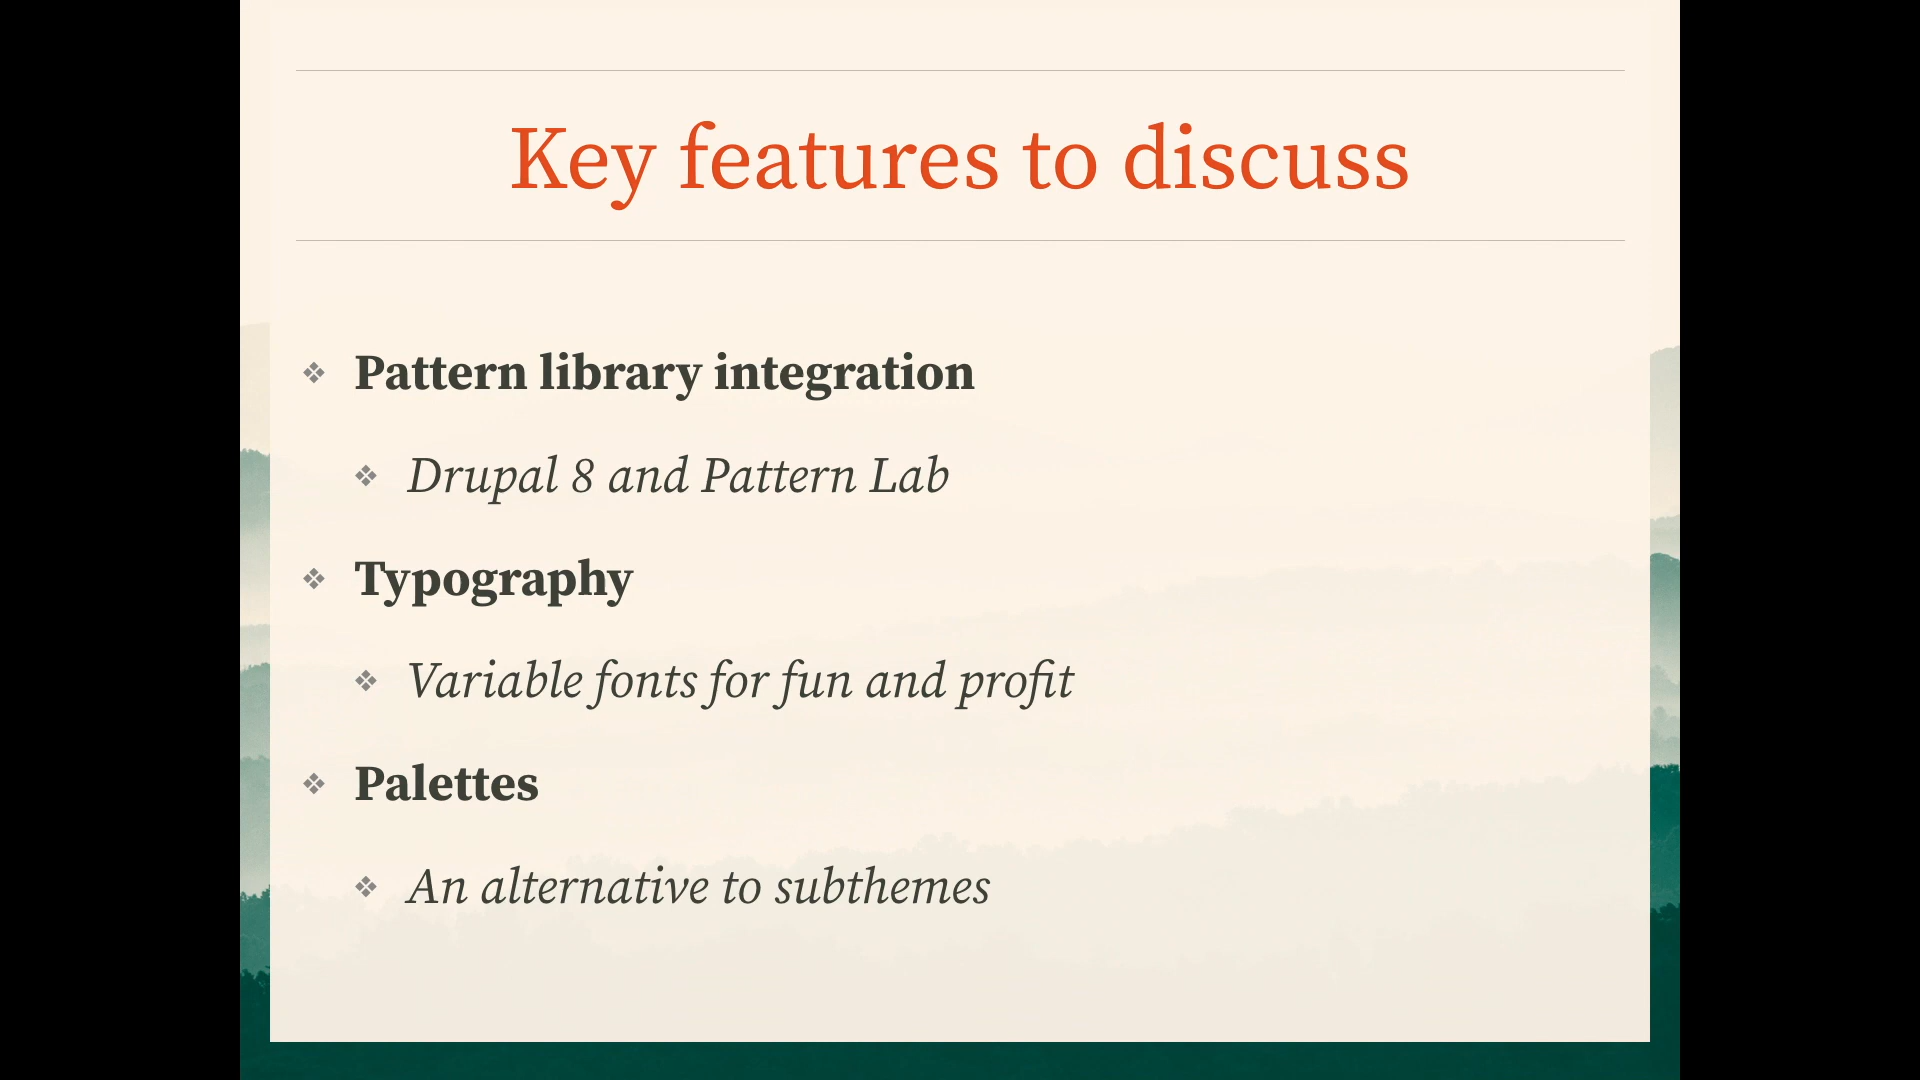 Key features to discuss
❖ Pattern library integration
❖ Drupal 8 and Pattern Lab
❖ Typography
❖ Variable fonts for fun and profit
❖ Palettes
❖ An alternative to subthemes